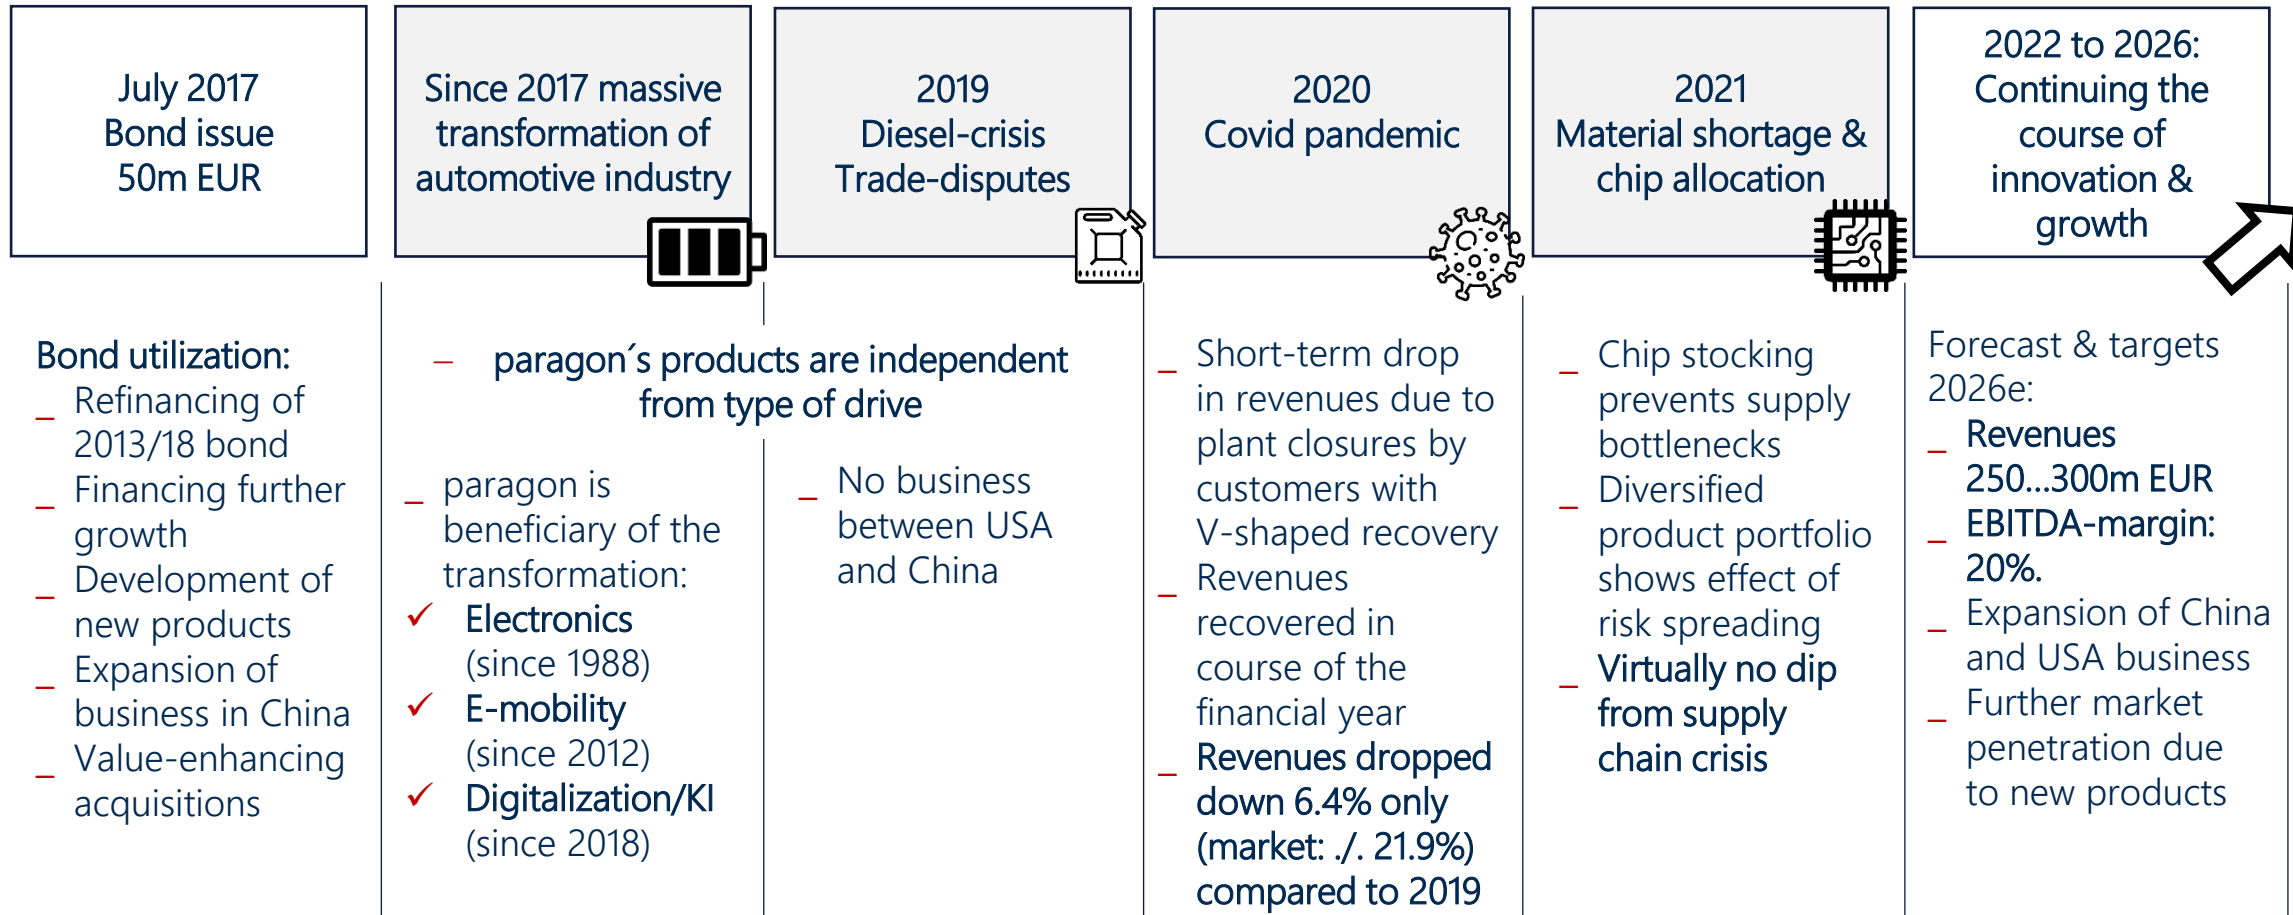 July 2017
Bond issue
50m EUR
Since 2017 massive
transformation of
automotive industry
2019
Diesel-crisis
Trade-disputes
2020
Covid pandemic
2021
Material shortage &
chip allocation
2022 to 2026:
Continuing the
course of
innovation &
growth
Bond utilization:
_ Refinancing of
2013/18 bond
_ Financing further
growth
_ Development of
new products
_ Expansion of
business in China
_ Value-enhancing
acquisitions
– paragon´s products are independent
from type of drive
_ paragon is
beneficiary of the
transformation:
✓ Electronics
(since 1988)
✓ E-mobility
(since 2012)
✓ Digitalization/KI
(since 2018)
_ No business
between USA
and China
_ Short-term drop
in revenues due to
plant closures by
customers with
V-shaped recovery
_ Revenues
recovered in
course of the
financial year
_ Revenues dropped
down 6.4% only
(market: ./. 21.9%)
compared to 2019
_ Chip stocking
prevents supply
bottlenecks
_ Diversified
product portfolio
shows effect of
risk spreading
_ Virtually no dip
from supply
chain crisis
Forecast & targets
2026e:
_ Revenues
250...300m EUR
_ EBITDA-margin:
20%.
_ Expansion of China
and USA business
_ Further market
penetration due
to new products